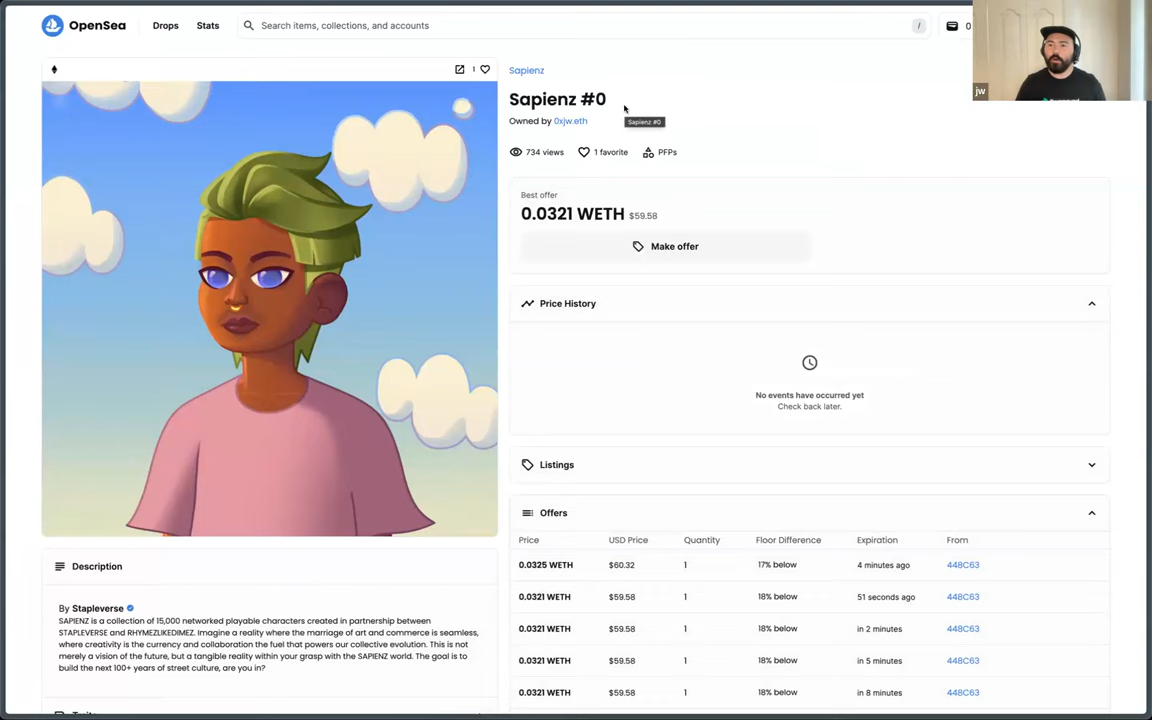 OpenSea
Drops
Stats
Search items, collections, and accounts
/
0
jw
1
Sapienz
Sapienz #0
Sapienz #0
Owned by 0xjw.eth
734 views
1 favorite
PFPs
Best offer
0.0321 WETH $59.58
Make offer
Price History
No events have occurred yet
Check back later.
Listings
Offers
Price USD Price Quantity Floor Difference Expiration From
0.0325 WETH $60.32 1 17% below 4 minutes ago 448C63
0.0321 WETH $59.58 1 18% below 51 seconds ago 448C63
0.0321 WETH $59.58 1 18% below in 2 minutes 448C63
0.0321 WETH $59.58 1 18% below in 5 minutes 448C63
0.0321 WETH $59.58 1 18% below in 8 minutes 448C63
Description
By Stapleverse
SAPIENZ is a collection of 15,000 networked playable characters created in partnership between
STAPLEVERSE and RHYMEZLIKEDIMEZ. Imagine a reality where the marriage of art and commerce is seamless,
where creativity is the currency and collaboration the fuel that powers our collective evolution. This is not
merely a vision of the future, but a tangible reality within your grasp with the SAPIENZ world. The goal is to
build the next 100+ years of street culture, are you in?